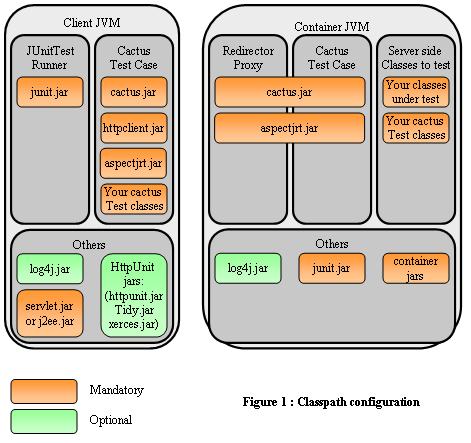 Client JVM
JUnitTest
Runner
junit.jar
Cactus
Test Case
cactus.jar
httpclient.jar
aspectjrt.jar
Your cactus
Test classes
Others
log4j.jar
servlet.jar
or j2ee.jar
HttpUnit
jars:
(httpunit.jar
Tidy.jar
xerces.jar)
Container JVM
Redirector
Proxy
Cactus
Test Case
Server side
Classes to test
cactus.jar
Your classes
under test
aspectjrt.jar
Your cactus
Test classes
Others
log4j.jar
junit.jar
container
jars
Mandatory
Optional
Figure 1 : Classpath configuration